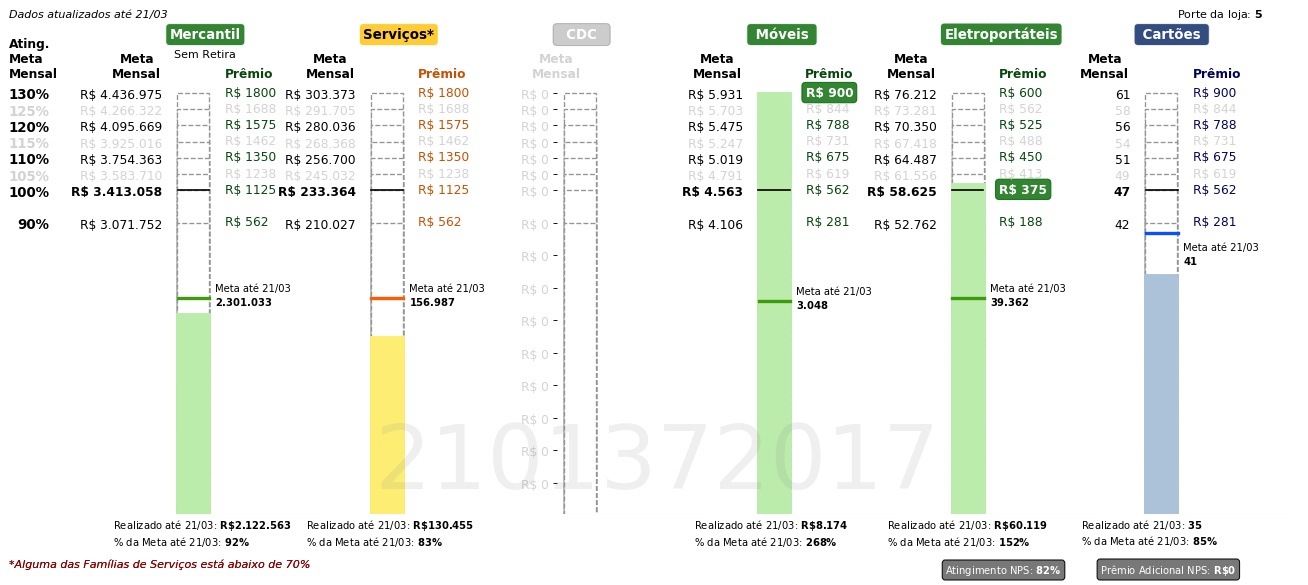 Dados atualizados até 21/03
Porte da loja: 5
Mercantil Serviços* CDC Móveis Eletroportáteis Cartões
Sem Retira
Ating. Meta Mensal
Meta Mensal Prêmio Meta Mensal Prêmio Meta Mensal Meta Mensal Prêmio Meta Mensal Prêmio Meta Mensal Prêmio
130% R$ 4.436.975 R$ 1800 R$ 303.373 R$ 1800 R$ 0 R$ 5.931 R$ 900 R$ 76.212 R$ 600 61 R$ 900
125% R$ 4.266.322 R$ 1688 R$ 291.705 R$ 1688 R$ 0 R$ 5.703 R$ 844 R$ 73.281 R$ 562 58 R$ 844
120% R$ 4.095.669 R$ 1575 R$ 280.036 R$ 1575 R$ 0 R$ 5.475 R$ 788 R$ 70.350 R$ 525 56 R$ 788
115% R$ 3.925.016 R$ 1462 R$ 268.368 R$ 1462 R$ 0 R$ 5.247 R$ 731 R$ 67.418 R$ 488 54 R$ 731
110% R$ 3.754.363 R$ 1350 R$ 256.700 R$ 1350 R$ 0 R$ 5.019 R$ 675 R$ 64.487 R$ 450 51 R$ 675
105% R$ 3.583.710 R$ 1238 R$ 245.032 R$ 1238 R$ 0 R$ 4.791 R$ 619 R$ 61.556 R$ 413 49 R$ 619
100% R$ 3.413.058 R$ 1125 R$ 233.364 R$ 1125 R$ 0 R$ 4.563 R$ 562 R$ 58.625 R$ 375 47 R$ 562
90% R$ 3.071.752 R$ 562 R$ 210.027 R$ 562 R$ 0 R$ 4.106 R$ 281 R$ 52.762 R$ 188 42 R$ 281
R$ 0
Meta até 21/03
41
R$ 0
Meta até 21/03 Meta até 21/03 Meta até 21/03 Meta até 21/03
2.301.033 156.987 3.048 39.362
R$ 0
R$ 0
R$ 0
R$ 0
R$ 0
R$ 0
2101372017
Realizado até 21/03: R$2.122.563 Realizado até 21/03: R$130.455 Realizado até 21/03: R$8.174 Realizado até 21/03: R$60.119 Realizado até 21/03: 35
% da Meta até 21/03: 92% % da Meta até 21/03: 83% % da Meta até 21/03: 268% % da Meta até 21/03: 152% % da Meta até 21/03: 85%
*Alguma das Famílias de Serviços está abaixo de 70%
Atingimento NPS: 82% Prêmio Adicional NPS: R$0